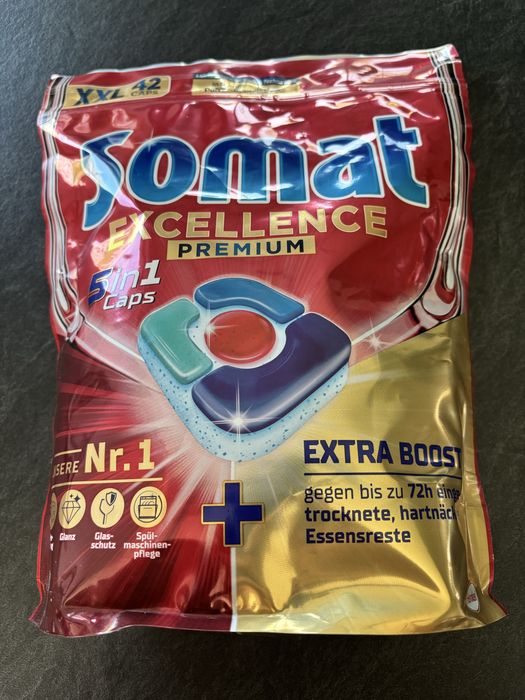 XXL 42
CAPS
Somat
EXCELLENCE
PREMIUM
5in1
Caps
Nr.1
EXTRA BOOST
gegen bis zu 72h
trocknete,
Essensreste
Glanz
Glas-
schutz
Spül-
maschinen-
pflege